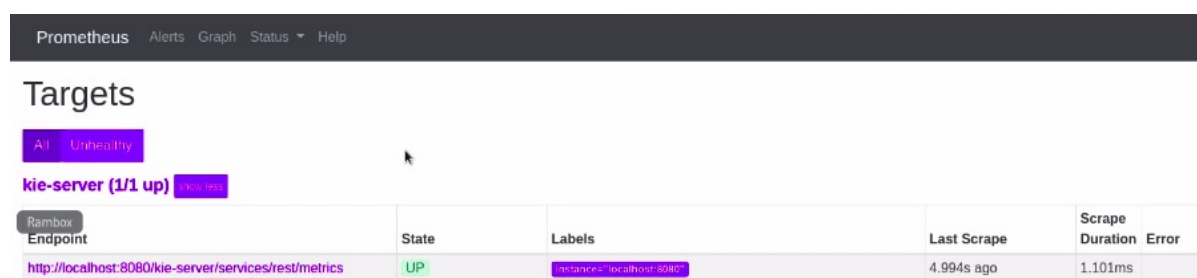 Prometheus Alerts Graph Status Help
Targets
All Unhealthy
kie-server (1/1 up) show less
Rambox
Endpoint State Labels Last Scrape Scrape Duration Error
http://localhost:8080/kie-server/services/rest/metrics UP instance="localhost:8080" 4.994s ago 1.101ms